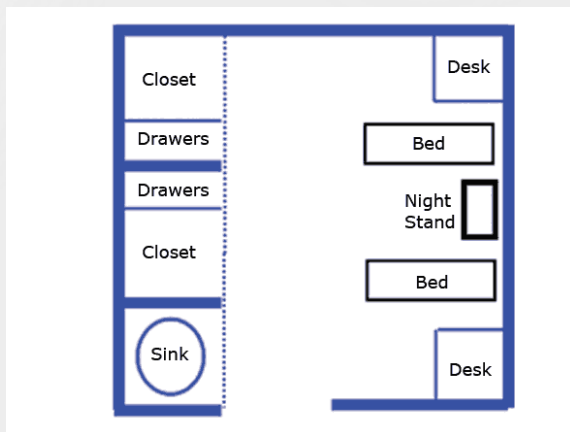 Closet
Desk
Drawers
Bed
Drawers
Night
Stand
Closet
Bed
Sink
Desk